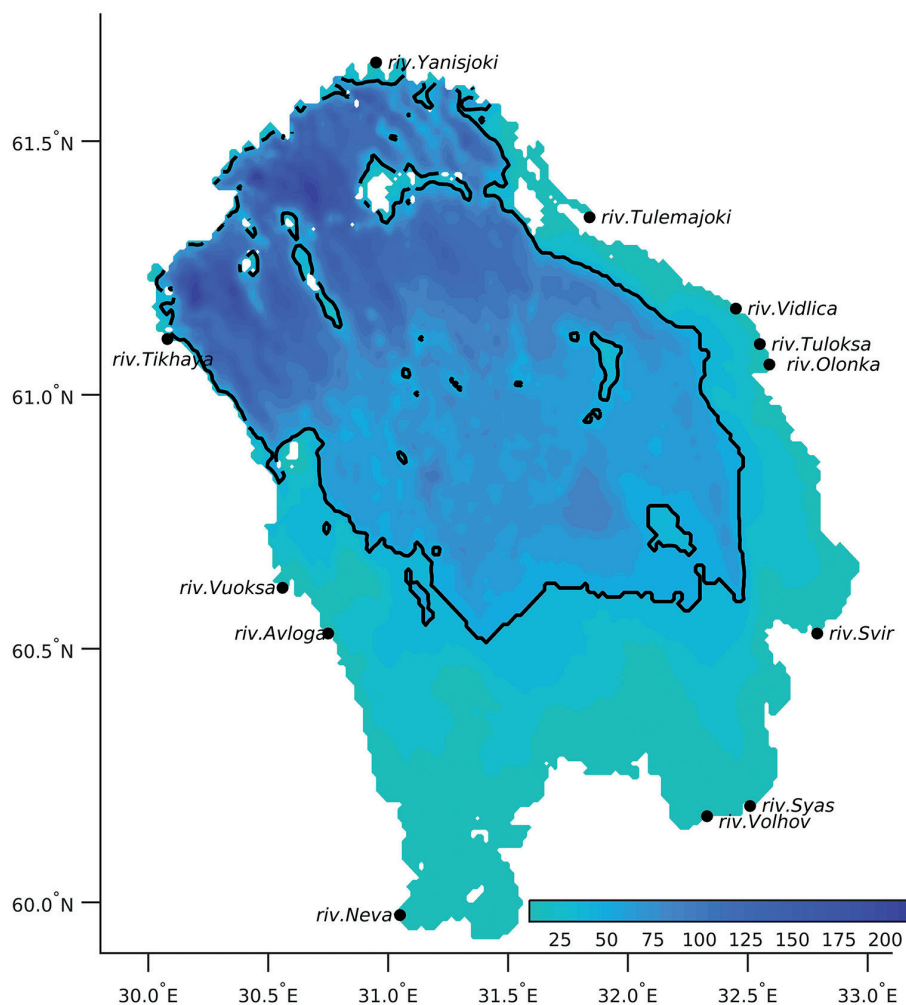 riv.Yanisjoki
61.5°N
riv.Tulemajoki
riv.Vidlica
riv.Tuloksa
riv.Tikhaya
riv.Olonka
61.0°N
riv.Vuoksa
riv.Avloga
riv.Svir
60.5°N
riv.Syas
riv.Volhov
60.0°N
riv.Neva
25 50 75 100 125 150 175 200
30.0°E 30.5°E 31.0°E 31.5°E 32.0°E 32.5°E 33.0°E